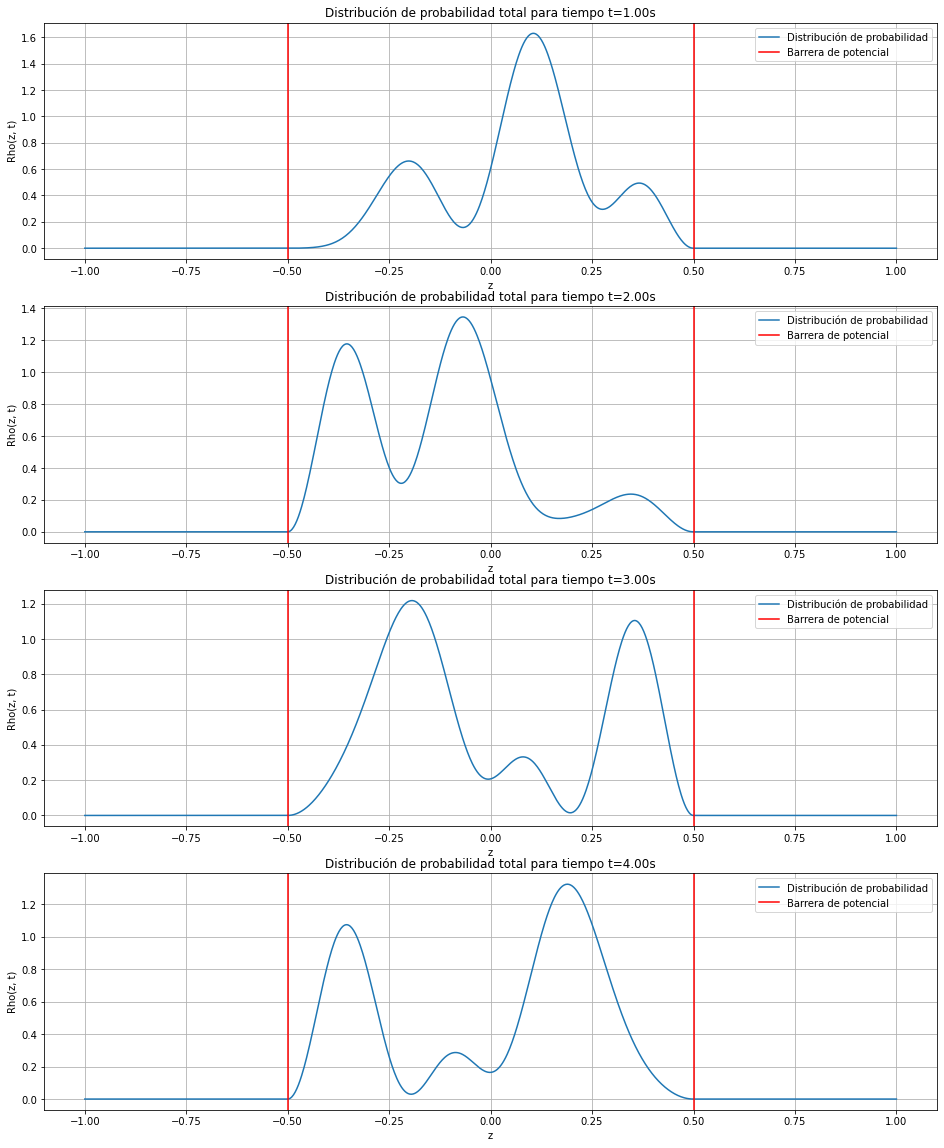 Distribución de probabilidad total para tiempo t=1.00s
Distribución de probabilidad
Barrera de potencial
Rho(z, t)
1.6
1.4
1.2
1.0
0.8
0.6
0.4
0.2
0.0
−1.00 −0.75 −0.50 −0.25 0.00 0.25 0.50 0.75 1.00
z
Distribución de probabilidad total para tiempo t=2.00s
Distribución de probabilidad
Barrera de potencial
Rho(z, t)
1.4
1.2
1.0
0.8
0.6
0.4
0.2
0.0
−1.00 −0.75 −0.50 −0.25 0.00 0.25 0.50 0.75 1.00
z
Distribución de probabilidad total para tiempo t=3.00s
Distribución de probabilidad
Barrera de potencial
Rho(z, t)
1.2
1.0
0.8
0.6
0.4
0.2
0.0
−1.00 −0.75 −0.50 −0.25 0.00 0.25 0.50 0.75 1.00
z
Distribución de probabilidad total para tiempo t=4.00s
Distribución de probabilidad
Barrera de potencial
Rho(z, t)
1.2
1.0
0.8
0.6
0.4
0.2
0.0
−1.00 −0.75 −0.50 −0.25 0.00 0.25 0.50 0.75 1.00
z